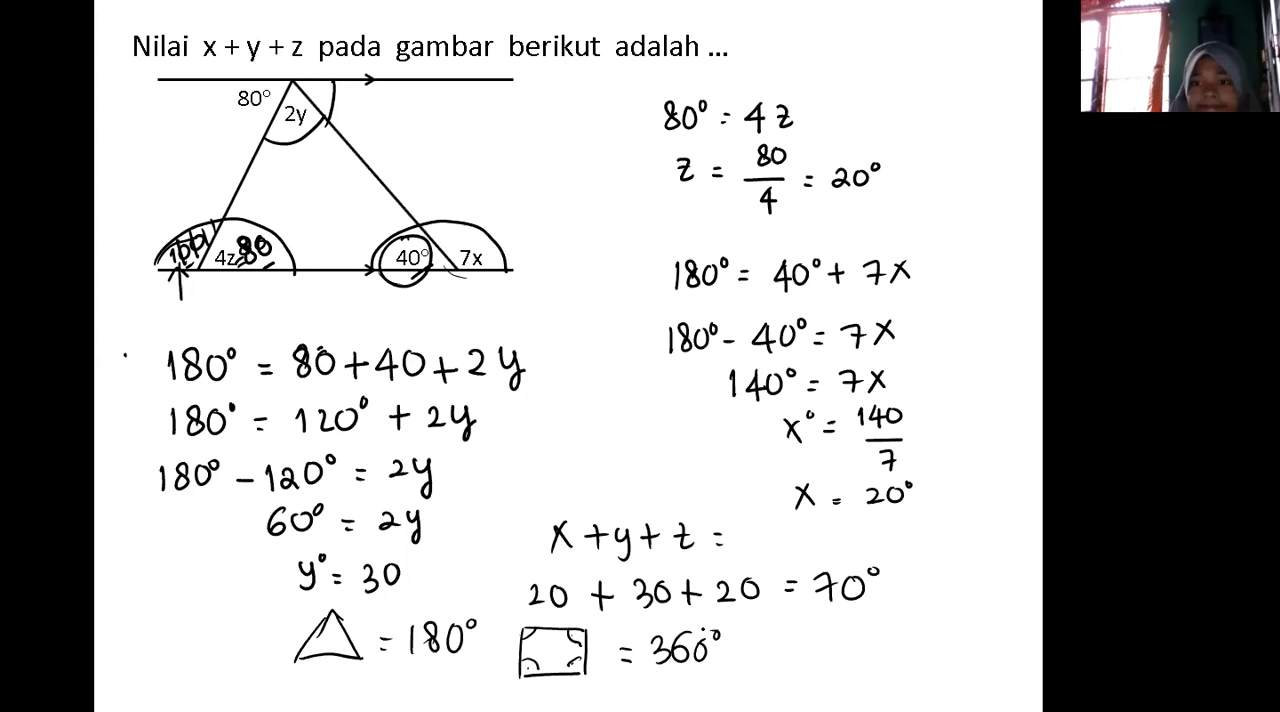 Nilai x + y + z pada gambar berikut adalah ...
80°
2y
100
4z
80
40°
7x
80° = 4z
z = 80/4 = 20°
180° = 40° + 7x
180° - 40° = 7x
140° = 7x
x° = 140/7
x = 20°
180° = 80 + 40 + 2y
180° = 120° + 2y
180° - 120° = 2y
60° = 2y
y° = 30
x + y + z =
20 + 30 + 20 = 70°
= 180°
= 360°